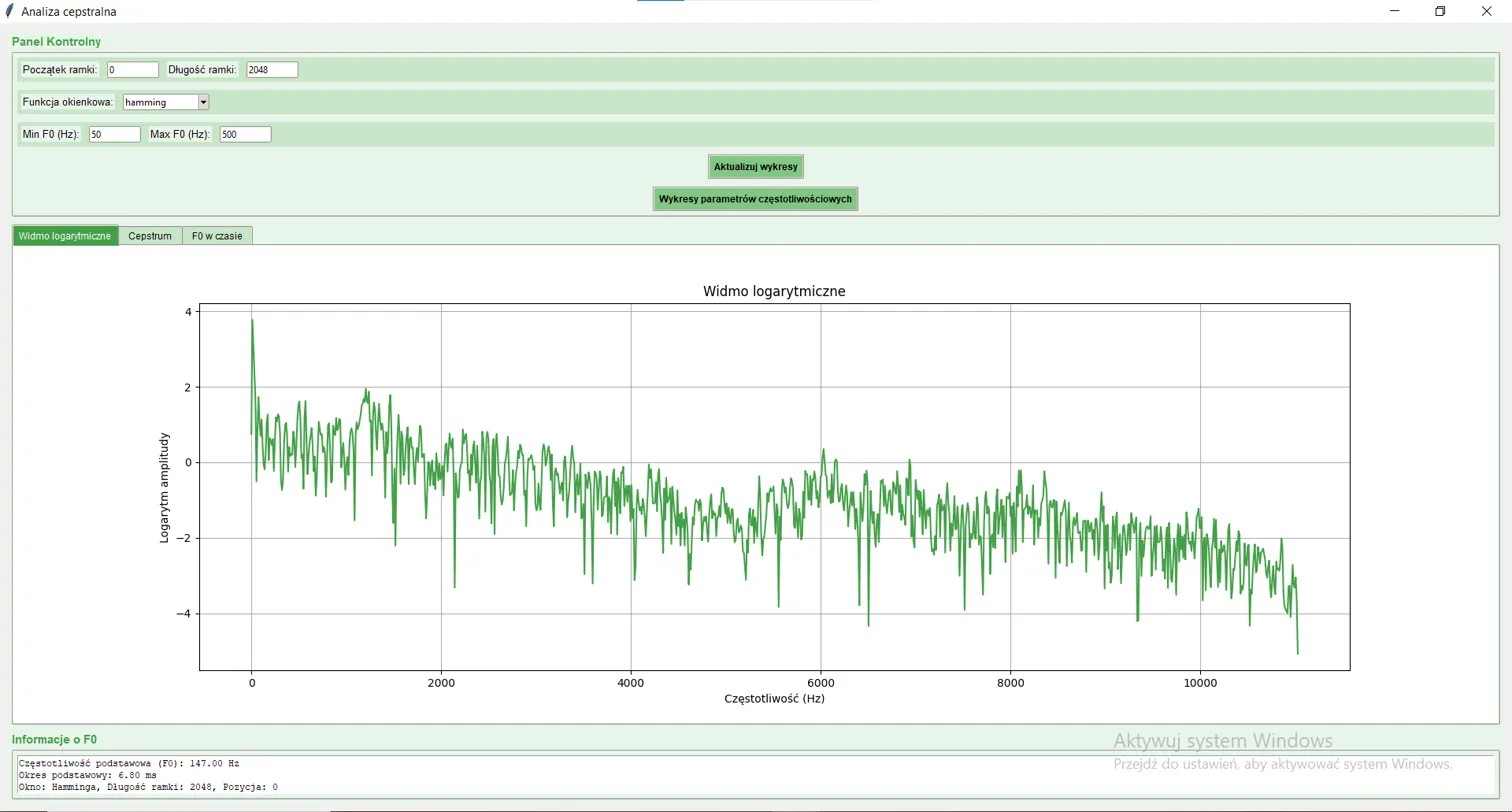 Analiza cepstralna
Panel Kontrolny
Początek ramki: 0 Długość ramki: 2048
Funkcja okienkowa: hamming
Min F0 (Hz): 50 Max F0 (Hz): 500
Aktualizuj wykresy
Wykresy parametrów częstotliwościowych
Widmo logarytmiczne Cepstrum F0 w czasie
Widmo logarytmiczne
4
2
0
−2
−4
Logarytm amplitudy
0 2000 4000 6000 8000 10000
Częstotliwość (Hz)
Informacje o F0
Aktywuj system Windows
Przejdź do ustawień, aby aktywować system Windows.
Częstotliwość podstawowa (F0): 147.00 Hz
Okres podstawowy: 6.80 ms
Okno: Hamminga, Długość ramki: 2048, Pozycja: 0